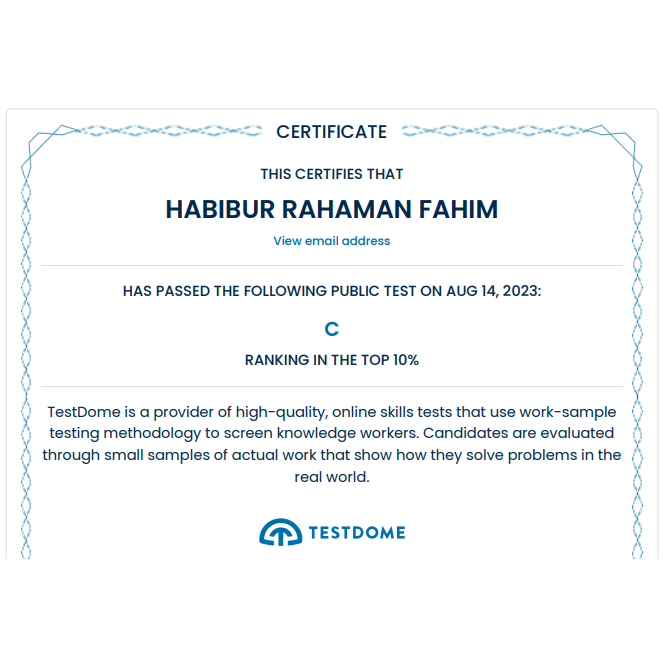 CERTIFICATE
THIS CERTIFIES THAT
HABIBUR RAHAMAN FAHIM
View email address
HAS PASSED THE FOLLOWING PUBLIC TEST ON AUG 14, 2023:
C
RANKING IN THE TOP 10%
TestDome is a provider of high-quality, online skills tests that use work-sample
testing methodology to screen knowledge workers. Candidates are evaluated
through small samples of actual work that show how they solve problems in the
real world.
TESTDOME